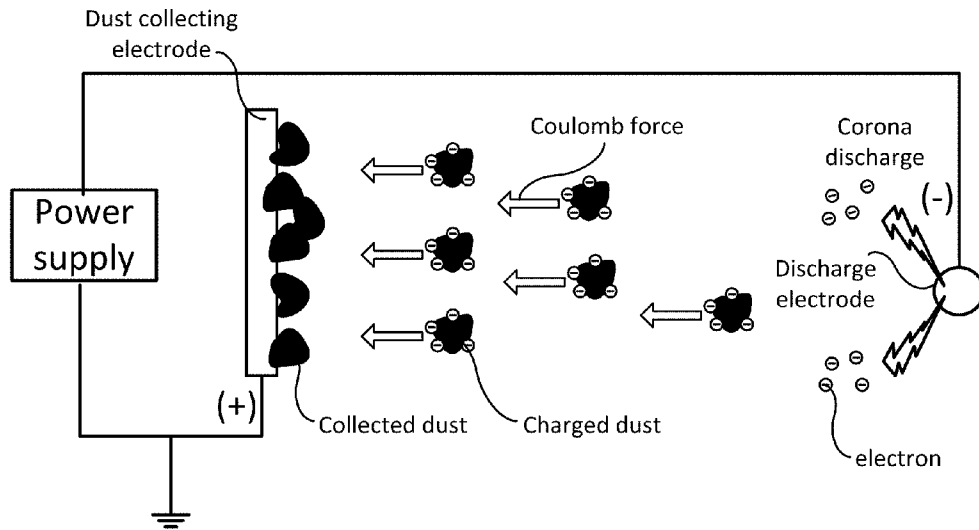 Dust collecting
electrode
Coulomb force
Corona
discharge
(-)
Power
supply
Discharge
electrode
(+)
Collected dust
Charged dust
electron